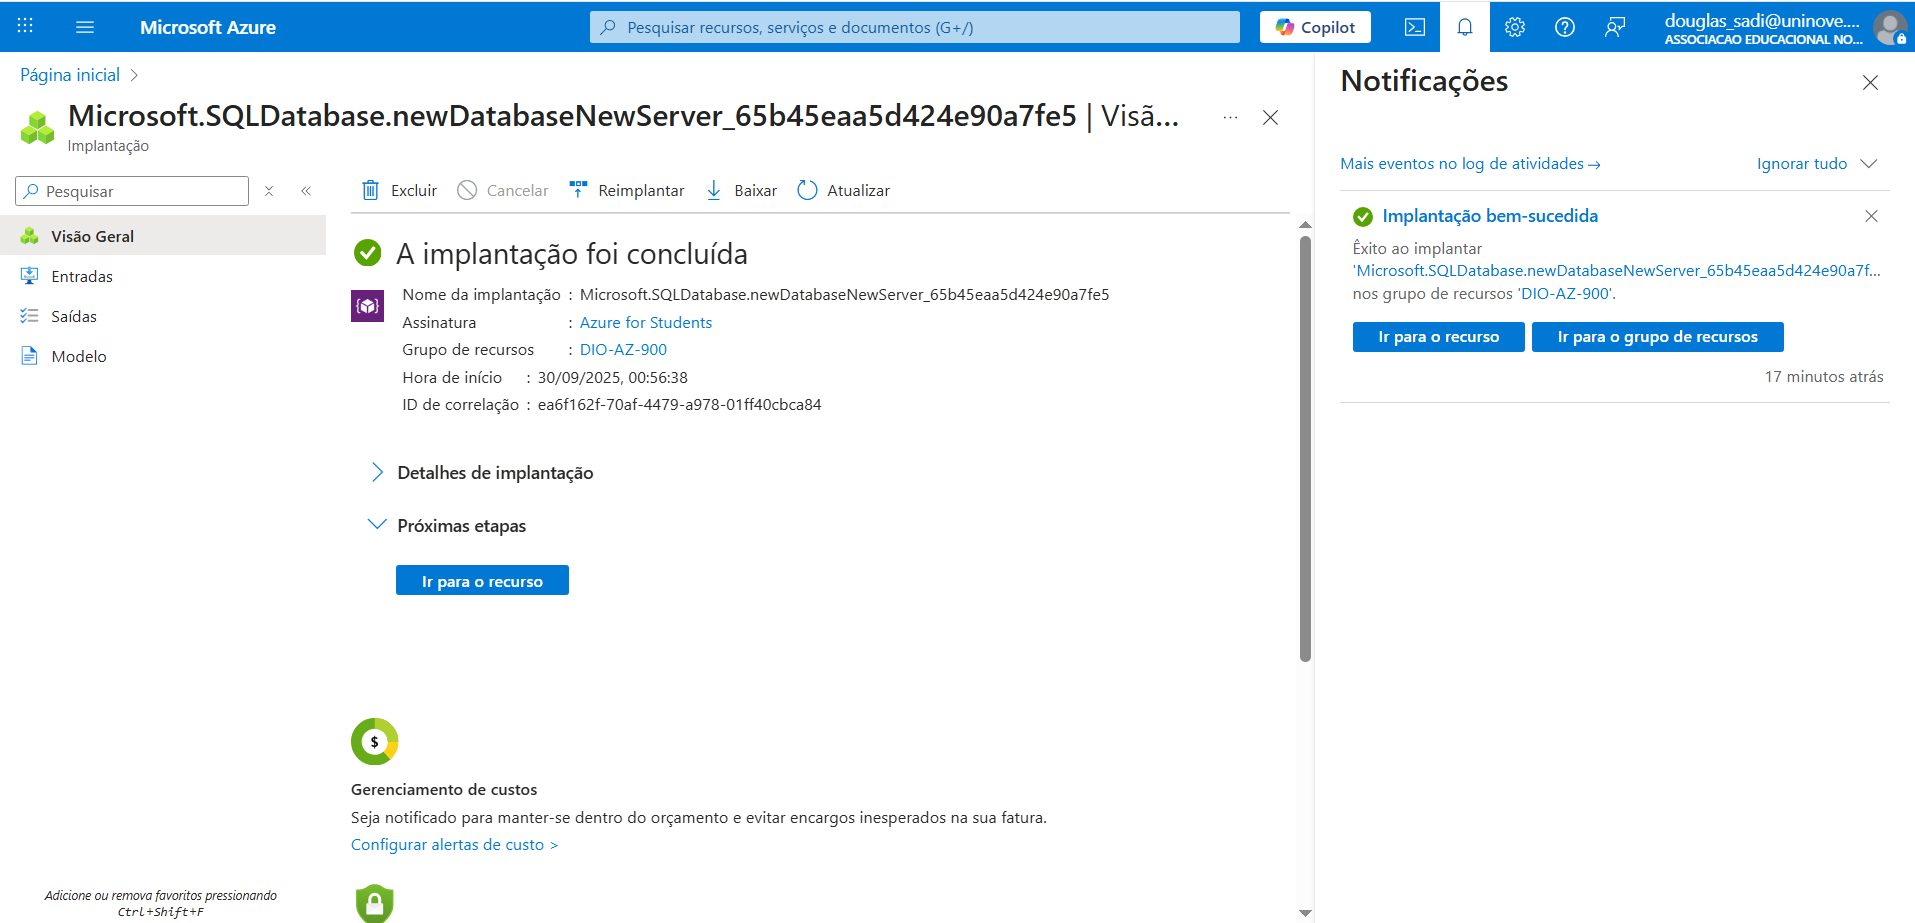 Microsoft Azure
Pesquisar recursos, serviços e documentos (G+/)
Copilot
douglas_sadi@uninove....
ASSOCIACAO EDUCACIONAL NO...
Página inicial
Microsoft.SQLDatabase.newDatabaseNewServer_65b45eaa5d424e90a7fe5 | Visã...
Implantação
Pesquisar
Visão Geral
Entradas
Saídas
Modelo
Adicione ou remova favoritos pressionando
Ctrl+Shift+F
Excluir
Cancelar
Reimplantar
Baixar
Atualizar
A implantação foi concluída
Nome da implantação : Microsoft.SQLDatabase.newDatabaseNewServer_65b45eaa5d424e90a7fe5
Assinatura : Azure for Students
Grupo de recursos : DIO-AZ-900
Hora de início : 30/09/2025, 00:56:38
ID de correlação : ea6f162f-70af-4479-a978-01ff40cbca84
Detalhes de implantação
Próximas etapas
Ir para o recurso
$
Gerenciamento de custos
Seja notificado para manter-se dentro do orçamento e evitar encargos inesperados na sua fatura.
Configurar alertas de custo >
Notificações
Mais eventos no log de atividades→
Ignorar tudo
Implantação bem-sucedida
Êxito ao implantar
'Microsoft.SQLDatabase.newDatabaseNewServer_65b45eaa5d424e90a7f...
nos grupo de recursos 'DIO-AZ-900'.
Ir para o recurso
Ir para o grupo de recursos
17 minutos atrás